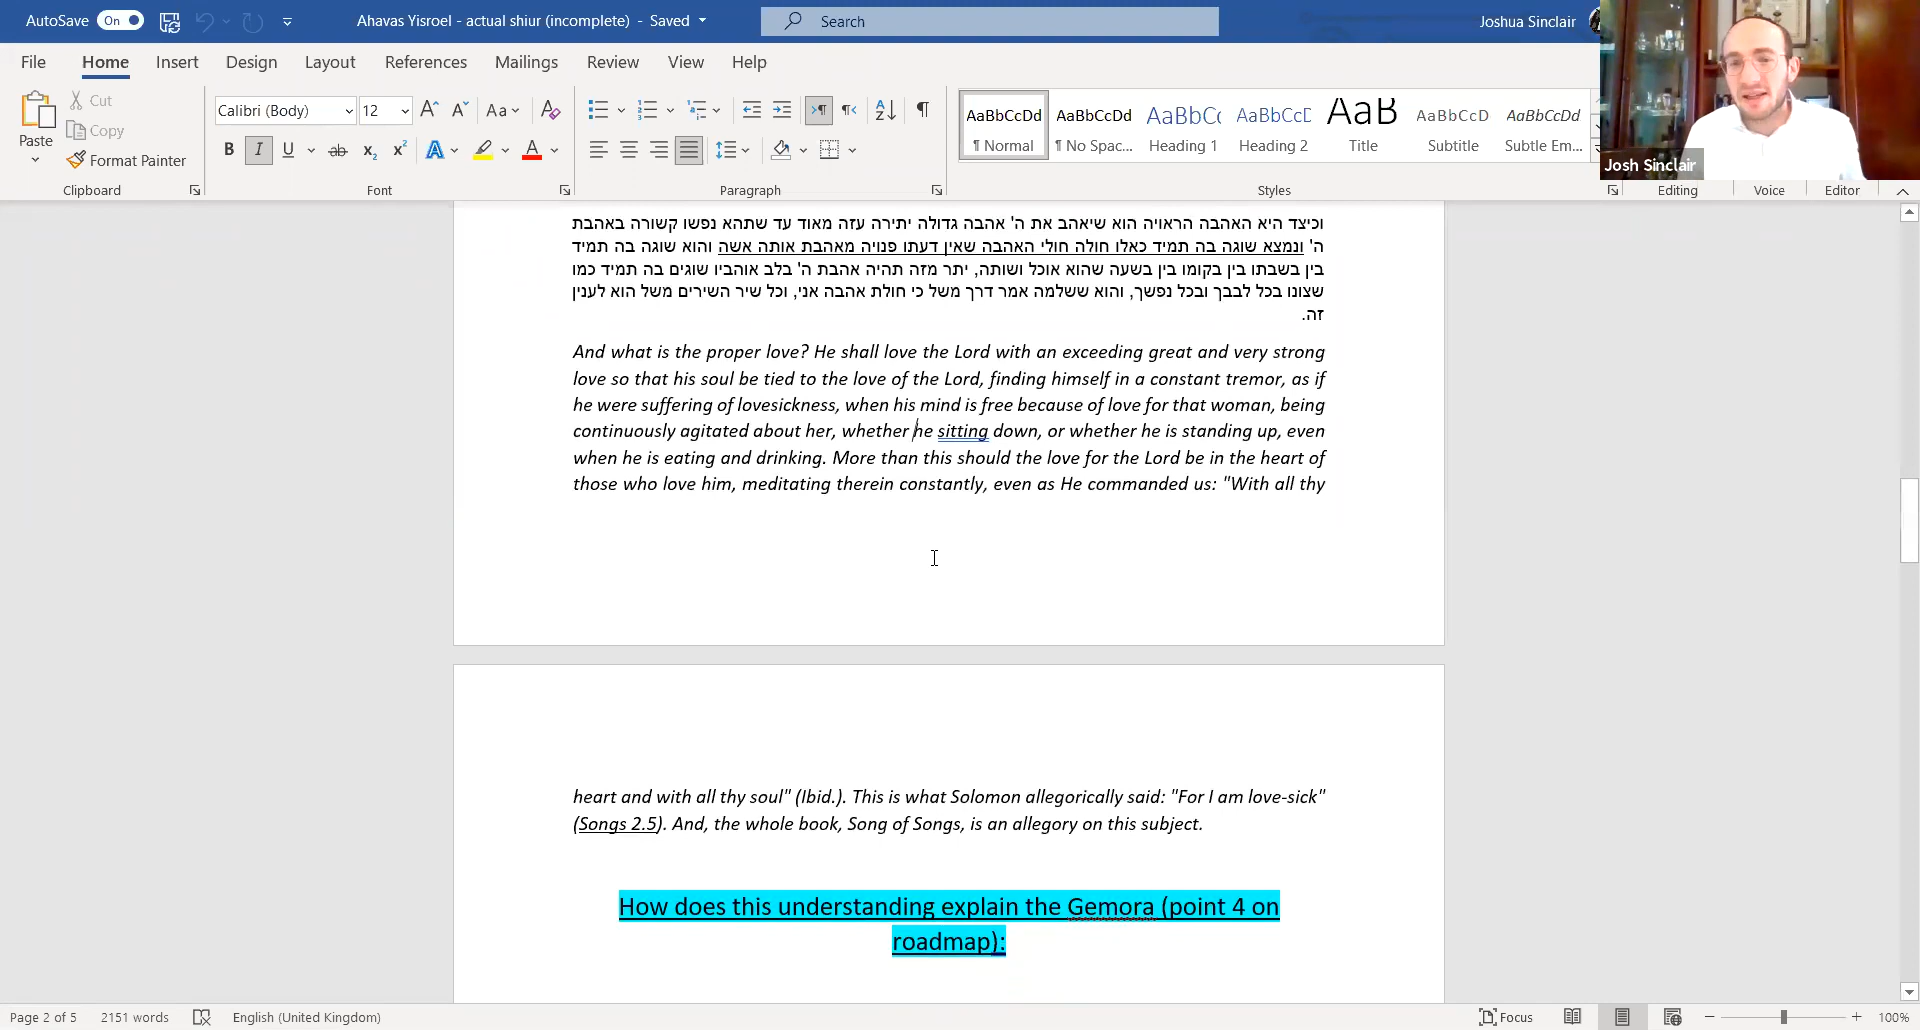 AutoSave On Ahavas Yisroel - actual shiur (incomplete) - Saved Search Joshua Sinclair
File Home Insert Design Layout References Mailings Review View Help
Paste Cut Copy Format Painter Clipboard
Calibri (Body) 12 Aa Font
Paragraph
AaBbCcDd ¶ Normal
AaBbCcDd ¶ No Spac...
AaBbCc Heading 1
AaBbCcD Heading 2
AaB Title
AaBbCcD Subtitle
AaBbCcDd Subtle Em...
Styles Editing Voice Editor
Josh Sinclair
וכיצד היא האהבה הראויה הוא שיאהב את ה' אהבה גדולה יתירה עזה מאוד עד שתהא נפשו קשורה באהבת
ה' ונמצא שוגה בה תמיד כאלו חולה חולי האהבה שאין דעתו פנויה מאהבת אותה אשה והוא שוגה בה תמיד
בין בשבתו בין בקומו בין בשעה שהוא אוכל ושותה, יתר מזה תהיה אהבת ה' בלב אוהביו שוגים בה תמיד כמו
שצונו בכל לבבך ובכל נפשך, והוא ששלמה אמר דרך משל כי חולת אהבה אני, וכל שיר השירים משל הוא לענין
זה.
And what is the proper love? He shall love the Lord with an exceeding great and very strong
love so that his soul be tied to the love of the Lord, finding himself in a constant tremor, as if
he were suffering of lovesickness, when his mind is free because of love for that woman, being
continuously agitated about her, whether he sitting down, or whether he is standing up, even
when he is eating and drinking. More than this should the love for the Lord be in the heart of
those who love him, meditating therein constantly, even as He commanded us: "With all thy
heart and with all thy soul" (Ibid.). This is what Solomon allegorically said: "For I am love-sick"
(Songs 2.5). And, the whole book, Song of Songs, is an allegory on this subject.
How does this understanding explain the Gemora (point 4 on
roadmap):
Page 2 of 5 2151 words English (United Kingdom) Focus 100%